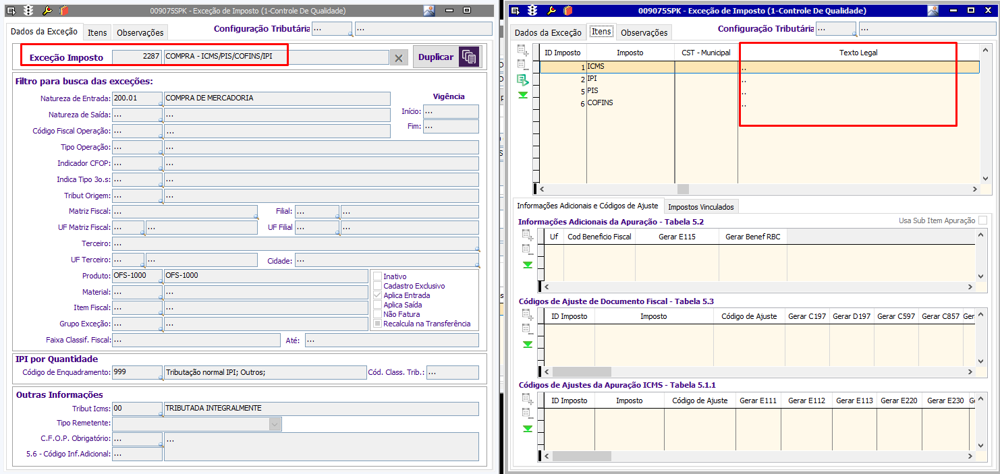 009075SPK - Exceção de Imposto (1-Controle De Qualidade)
Dados da Exceção Itens Observações Configuração Tributária ... ...
Exceção Imposto 2287 COMPRA - ICMS/PIS/COFINS/IPI Duplicar
Filtro para busca das exceções:
Natureza de Entrada: 200.01 COMPRA DE MERCADORIA Vigência
Natureza de Saída: ... ... Início: ...
Código Fiscal Operação: ... ... Fim: ...
Tipo Operação: ... ...
Indicador CFOP: ... ...
Indica Tipo 3o.s: ... ...
Tribut Origem: ... ...
Matriz Fiscal: ... Filial: ... ...
UF Matriz Fiscal: ... ... UF Filial ... ...
Terceiro: ...
UF Terceiro: ... ... Cidade: ...
Produto: OFS-1000 OFS-1000 Inativo
Cadastro Exclusivo
Material: ... ... Aplica Entrada
Item Fiscal: ... ... Aplica Saída
Não Fatura
Grupo Exceção: ... ... Recalcula na Transferência
Faixa Classif. Fiscal: ... Até: ...
IPI por Quantidade
Código de Enquadramento: 999 Tributação normal IPI; Outros; Cód. Class. Trib.: ...
Outras Informações
Tribut Icms: 00 TRIBUTADA INTEGRALMENTE
Tipo Remetente:
C.F.O.P. Obrigatório: ... ...
5.6 - Código Inf.Adicional: ...
009075SPK - Exceção de Imposto (1-Controle De Qualidade)
Dados da Exceção Itens Observações Configuração Tributária ... ...
ID Imposto Imposto CST - Municipal Texto Legal
1 ICMS ..
2 IPI ..
5 PIS ..
6 COFINS ..
Informações Adicionais e Códigos de Ajuste Impostos Vinculados
Informações Adicionais da Apuração - Tabela 5.2 Usa Sub Item Apuração
Uf Cod Beneficio Fiscal Gerar E115 Gerar Benef RBC
Códigos de Ajuste de Documento Fiscal - Tabela 5.3
ID Imposto Imposto Código de Ajuste Gerar C197 Gerar D197 Gerar C597 Gerar C857 Ger
Códigos de Ajustes da Apuração ICMS - Tabela 5.1.1
ID Imposto Imposto Código de Ajuste Gerar E111 Gerar E112 Gerar E113 Gerar E220 Gerar E230